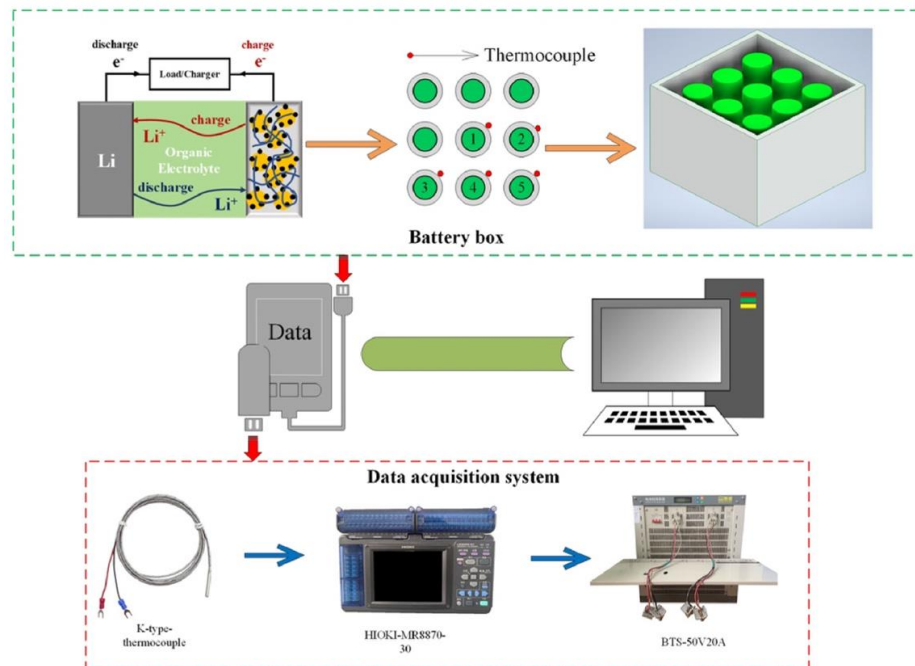 discharge
e-
Load/Charger
charge
e-
Thermocouple
charge
Li+
Li
Organic
Electrolyte
discharge
Li+
1
2
3
4
5
Battery box
Data
Data acquisition system
K-type-
thermocouple
HIOKI-MR8870-
30
BTS-50V20A